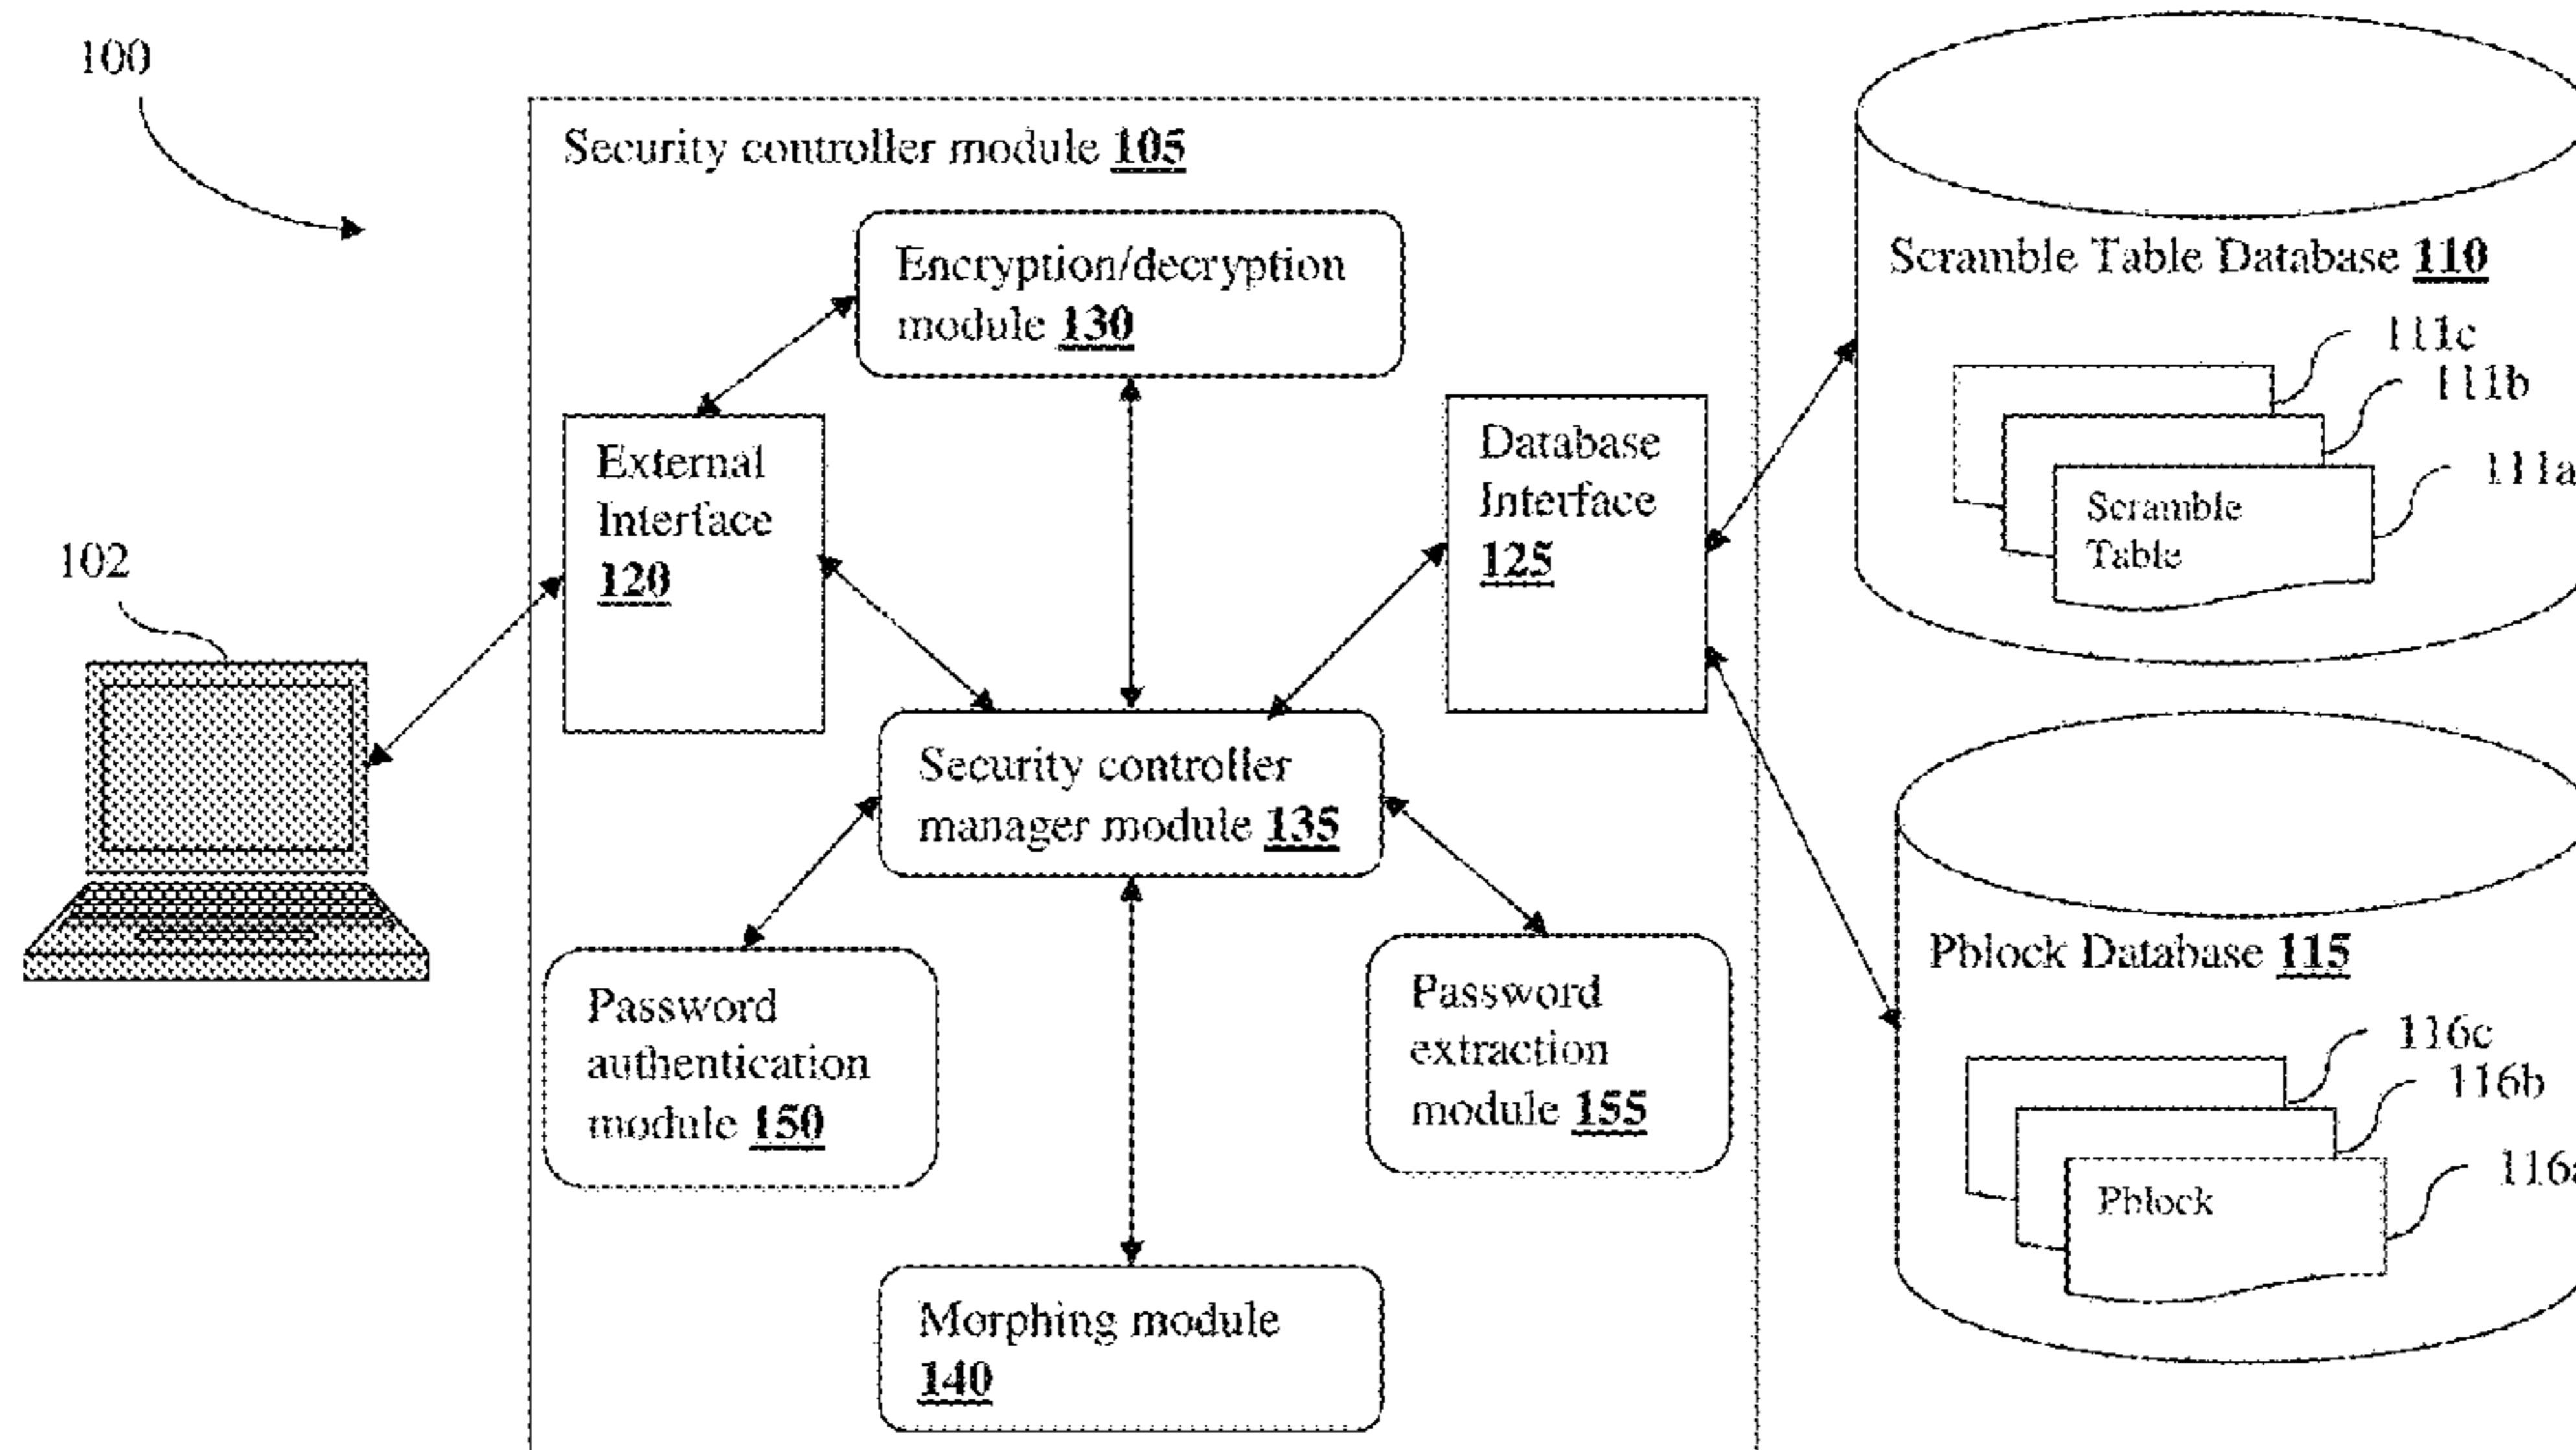 100
Security controller module 105
Encryption/decryption
module 130
External
Interface
120
Database
Interface
125
102
Security controller
manager module 135
Password
authentication
module 150
Password
extraction
module 155
Morphing module
140
Scramble Table Database 110
111c
111b
111a
Scramble
Table
Pblock Database 115
116c
116b
116a
Pblock